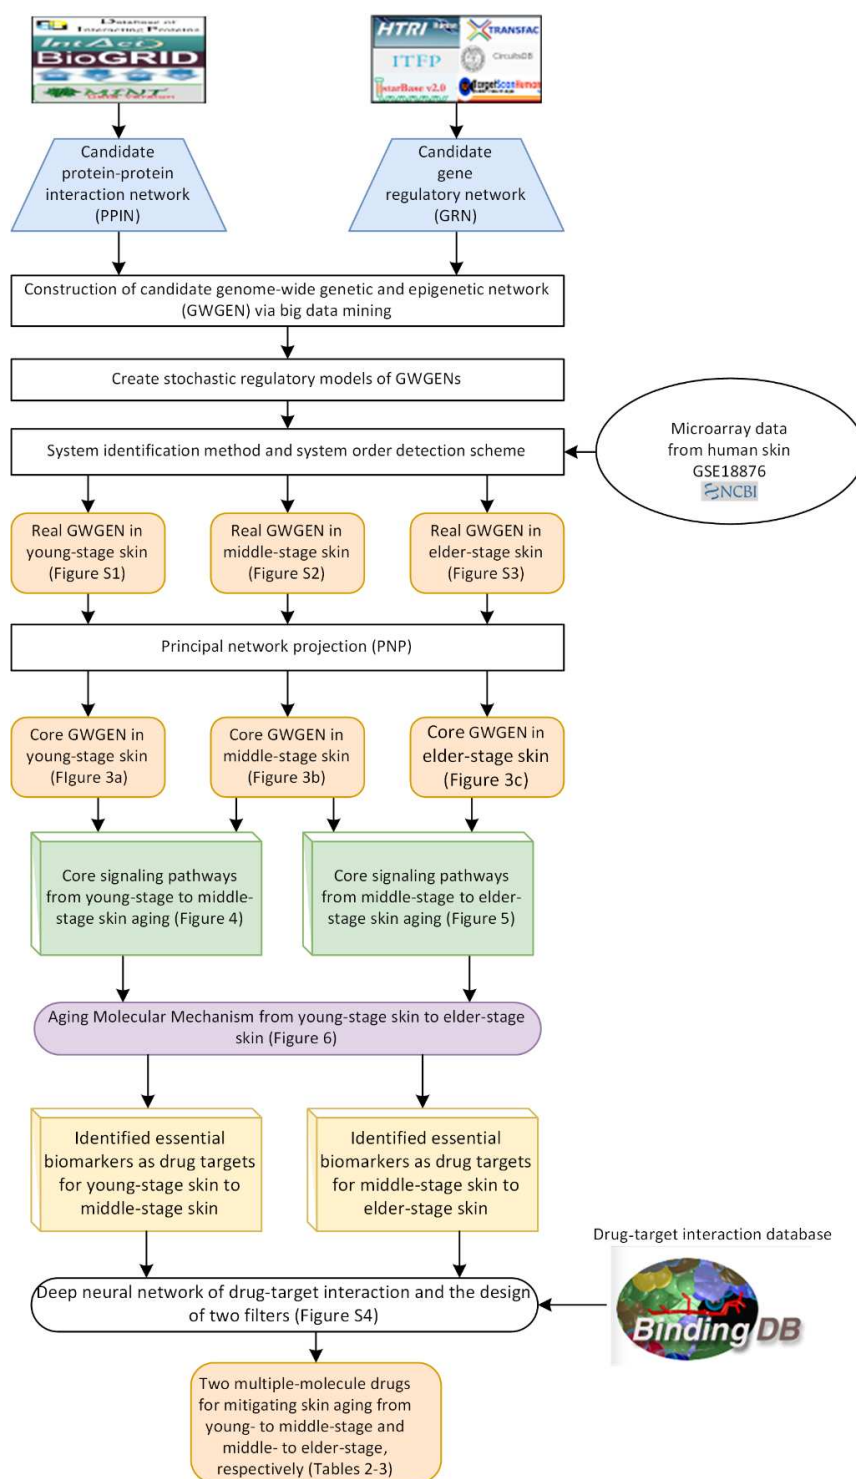 DATABASE OF
INTERACTING PROTEINS
IntAct
BioGRID
MINT
HTRI
TRANSFAC
ITFP
CircuitsDB
starBase v2.0
TargetScanHuman
Candidate
protein-protein
interaction network
(PPIN)
Candidate
gene
regulatory network
(GRN)
Construction of candidate genome-wide genetic and epigenetic network
(GWGEN) via big data mining
Create stochastic regulatory models of GWGENs
System identification method and system order detection scheme
Microarray data
from human skin
GSE18876
NCBI
Real GWGEN in
young-stage skin
(Figure S1)
Real GWGEN in
middle-stage skin
(Figure S2)
Real GWGEN in
elder-stage skin
(Figure S3)
Principal network projection (PNP)
Core GWGEN in
young-stage skin
(FIgure 3a)
Core GWGEN in
middle-stage skin
(Figure 3b)
Core GWGEN in
elder-stage skin
(Figure 3c)
Core signaling pathways
from young-stage to middle-
stage skin aging (Figure 4)
Core signaling pathways
from middle-stage to elder-
stage skin aging (Figure 5)
Aging Molecular Mechanism from young-stage skin to elder-stage
skin (Figure 6)
Identified essential
biomarkers as drug targets
for young-stage skin to
middle-stage skin
Identified essential
biomarkers as drug targets
for middle-stage skin to
elder-stage skin
Drug-target interaction database
BindingDB
Deep neural network of drug-target interaction and the design
of two filters (Figure S4)
Two multiple-molecule drugs
for mitigating skin aging from
young- to middle-stage and
middle- to elder-stage,
respectively (Tables 2-3)